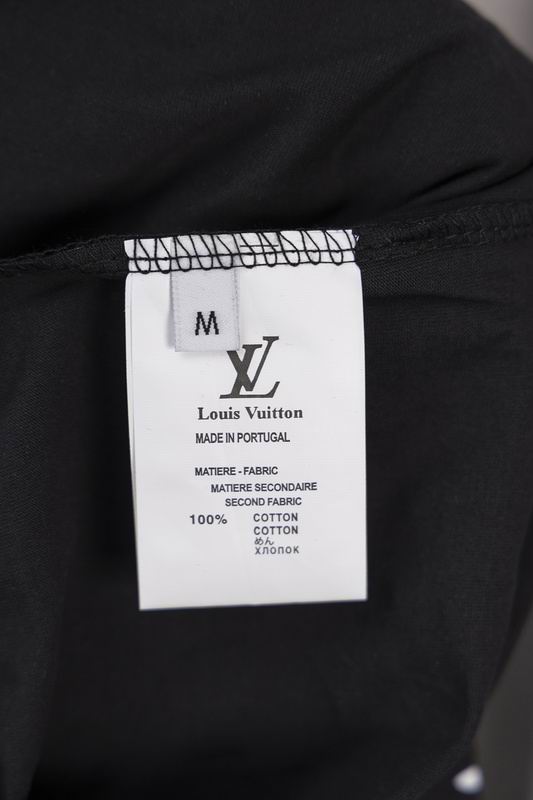 M
LV
Louis Vuitton
MADE IN PORTUGAL
MATIERE - FABRIC
MATIERE SECONDAIRE
SECOND FABRIC
100% COTTON
COTTON
めん
ХЛОПОК